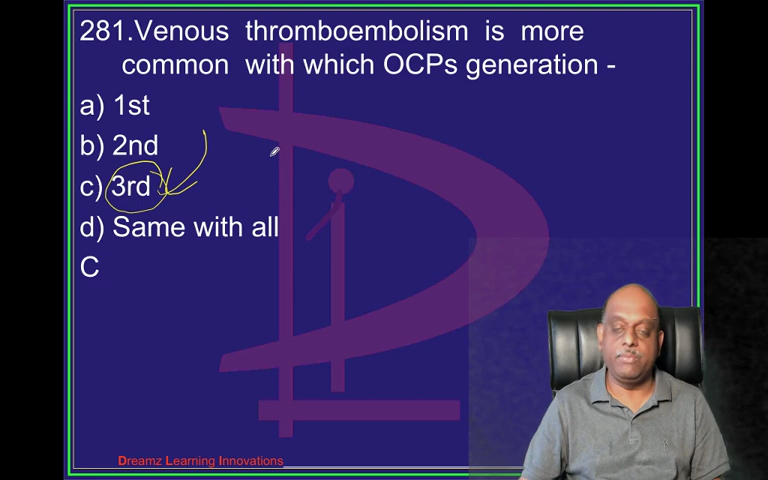 281.Venous thromboembolism is more
common with which OCPs generation -
a) 1st
b) 2nd
c) 3rd
d) Same with all
C
Dreamz Learning Innovations